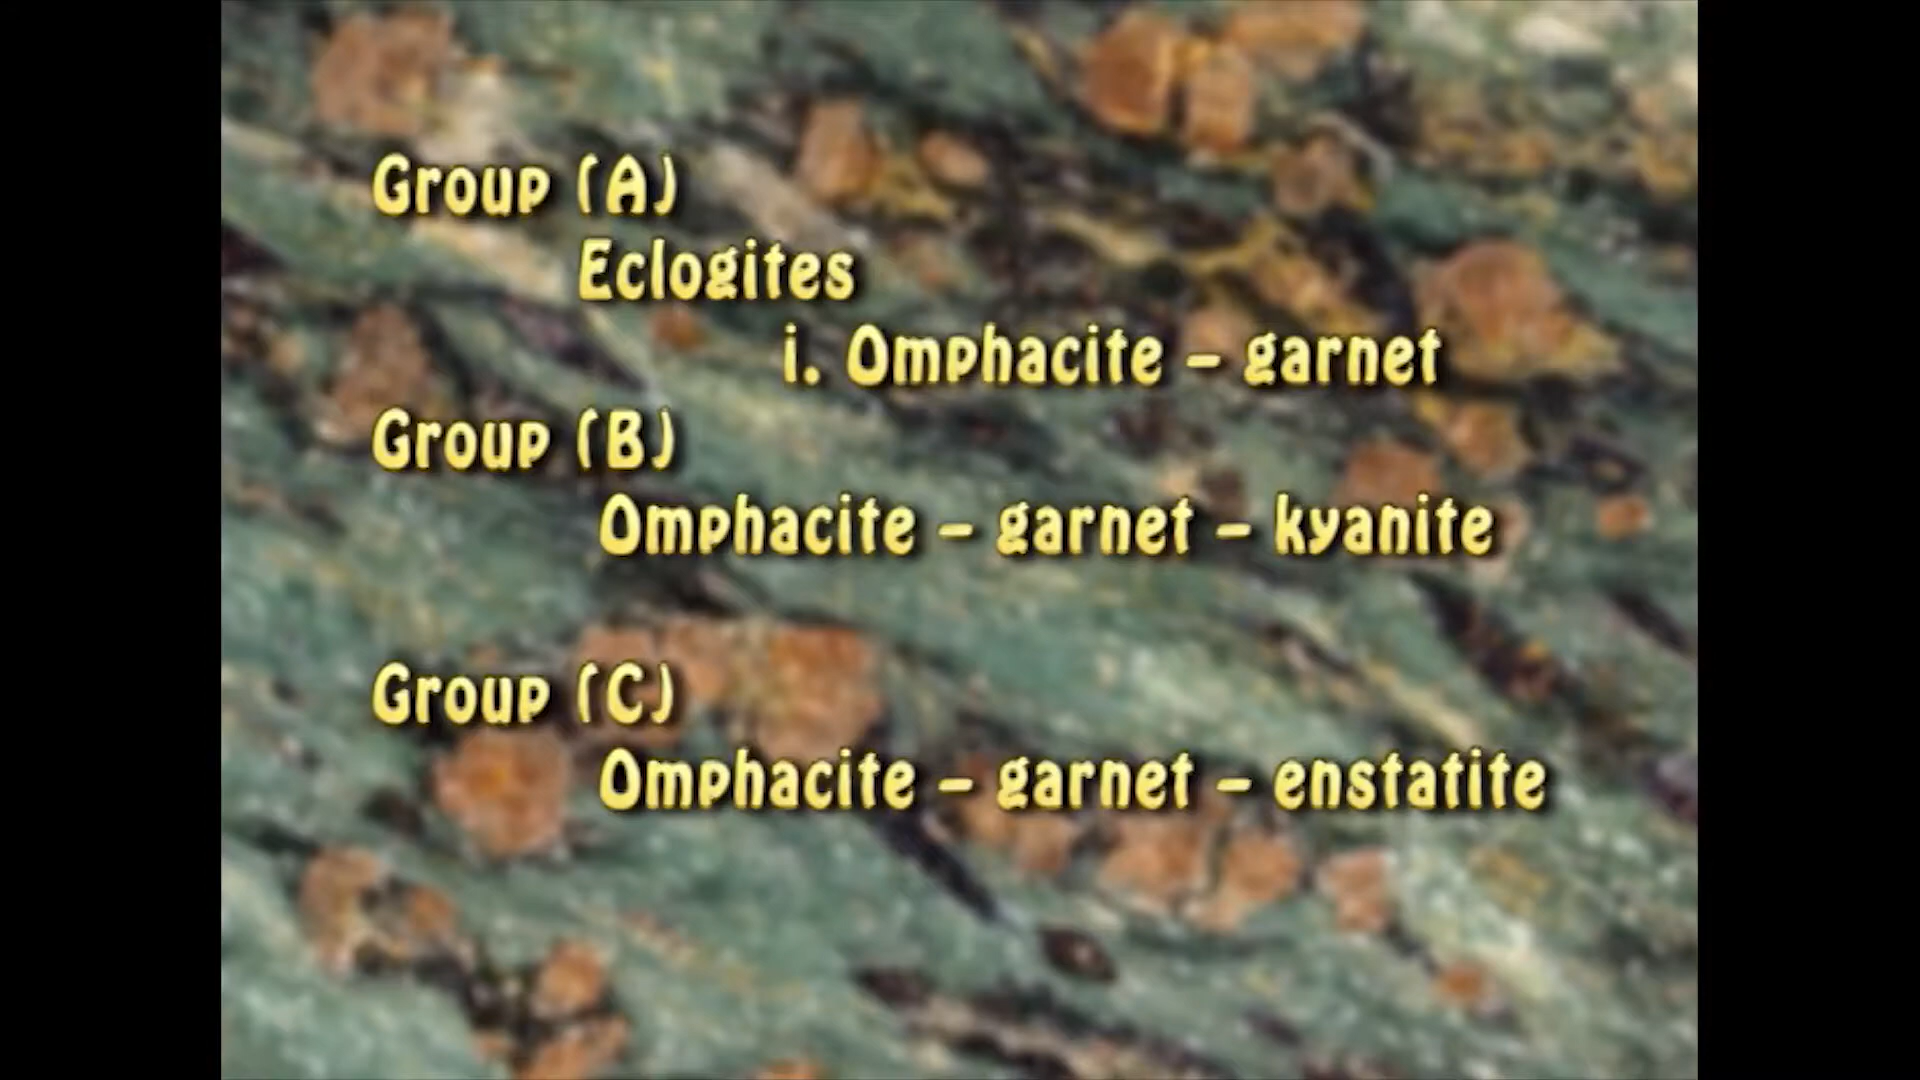 Group (A)
Eclogites
i. Omphacite – garnet
Group (B)
Omphacite – garnet – kyanite
Group (C)
Omphacite – garnet – enstatite